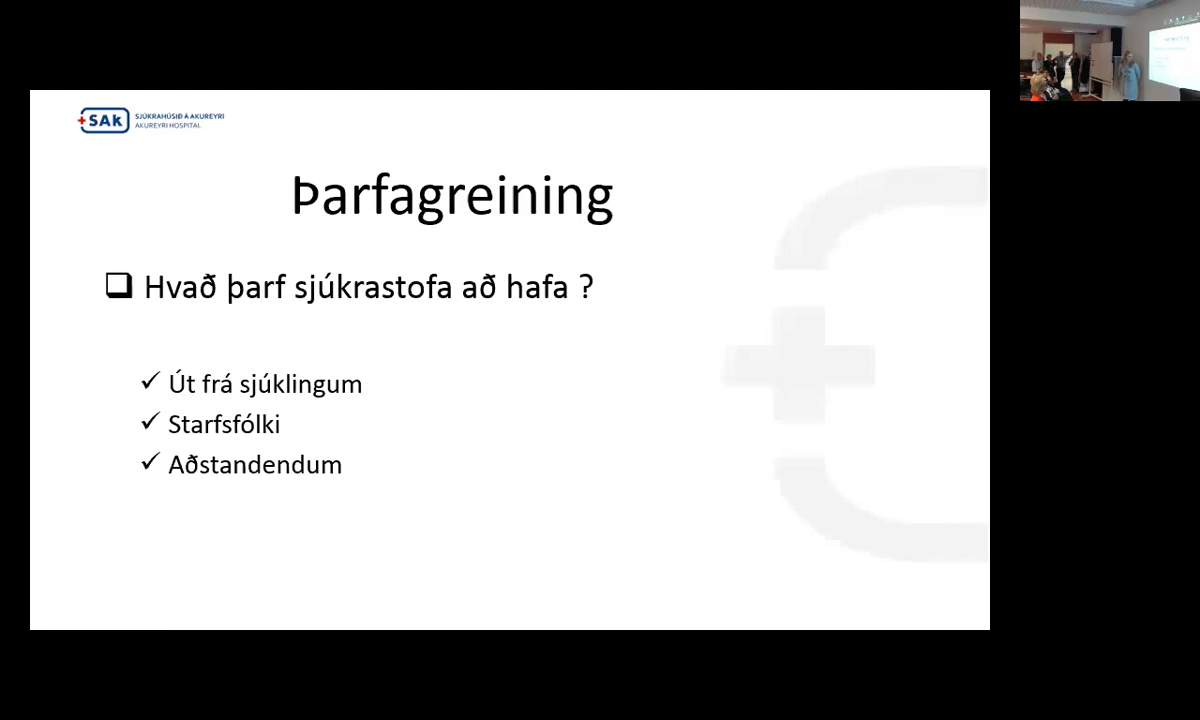 SAk
SJÚKRAHÚSIÐ Á AKUREYRI
AKUREYRI HOSPITAL
Þarfagreining
Hvað þarf sjúkrastofa að hafa ?
Út frá sjúklingum
Starfsfólki
Aðstandendum